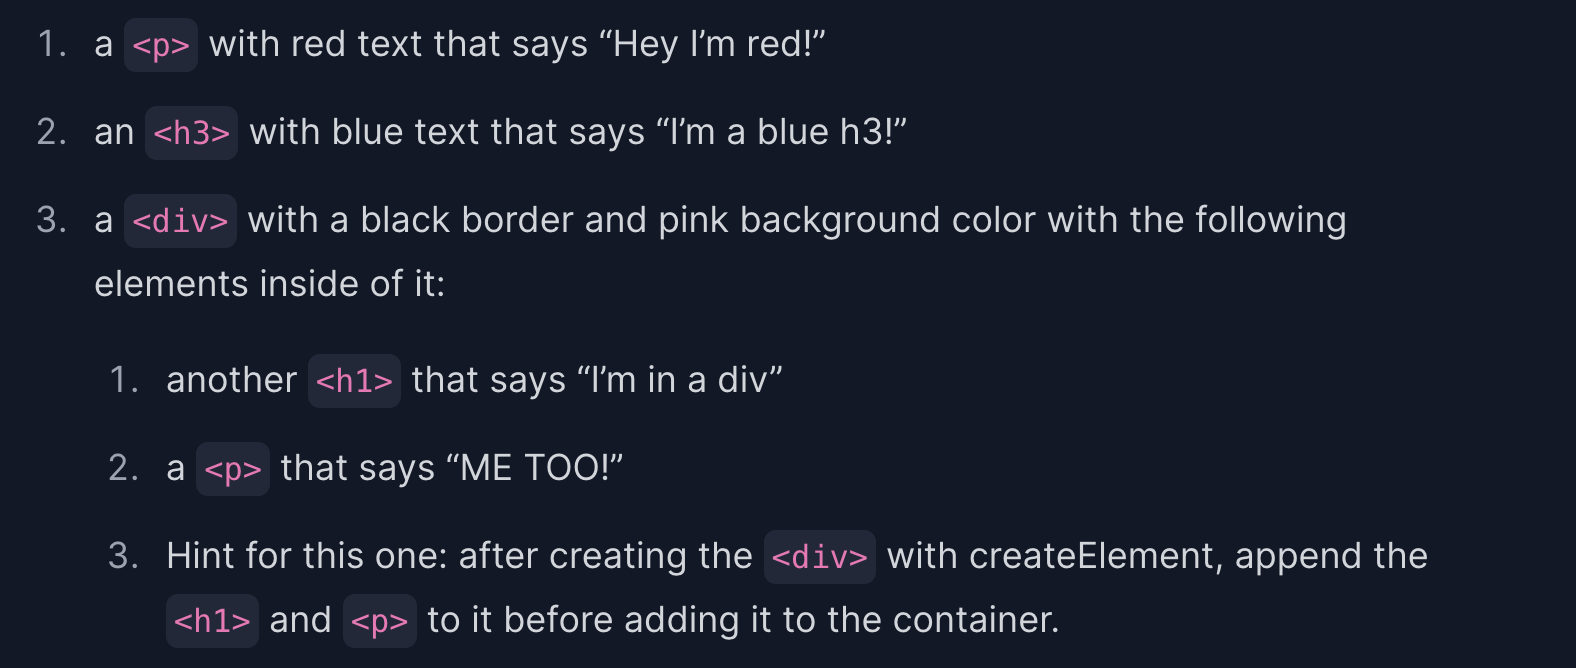 1. a <p> with red text that says “Hey I’m red!”
2. an <h3> with blue text that says “I’m a blue h3!”
3. a <div> with a black border and pink background color with the following
elements inside of it:
1. another <h1> that says “I’m in a div”
2. a <p> that says “ME TOO!”
3. Hint for this one: after creating the <div> with createElement, append the
<h1> and <p> to it before adding it to the container.